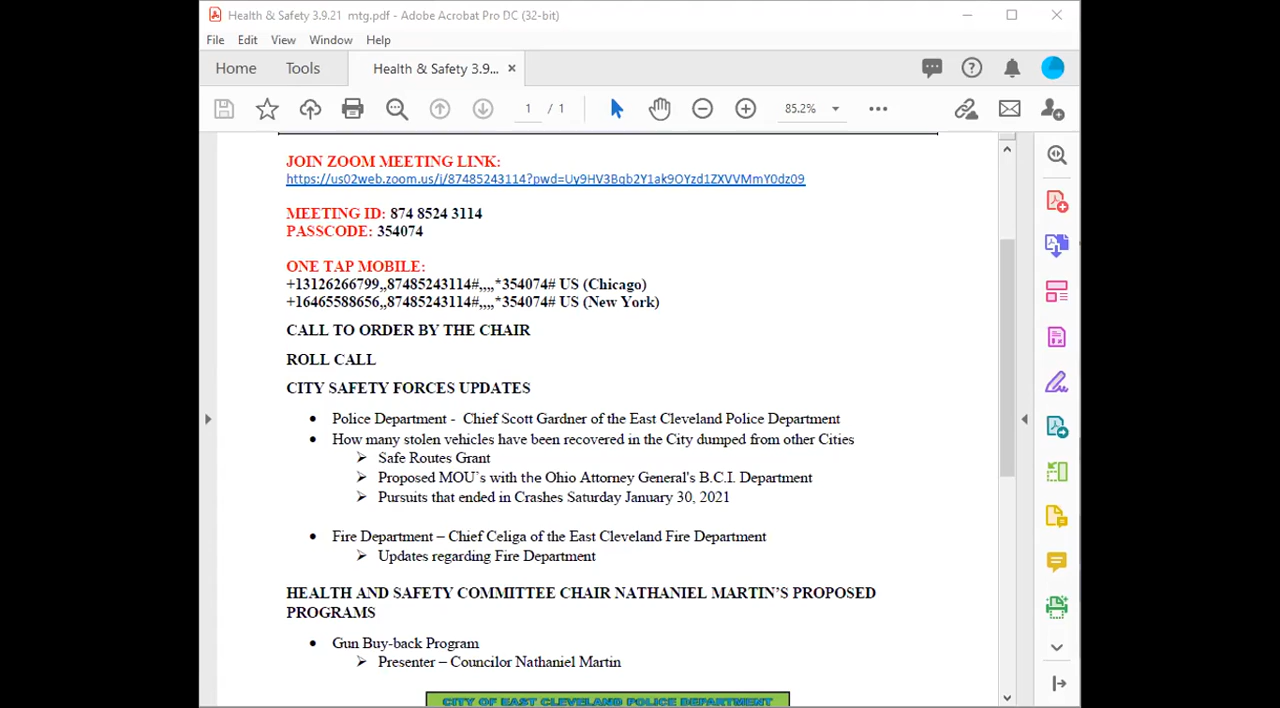 Health & Safety 3.9.21 mtg.pdf - Adobe Acrobat Pro DC (32-bit)
File Edit View Window Help
Home Tools Health & Safety 3.9... ×
1 / 1 85.2%
JOIN ZOOM MEETING LINK:
https://us02web.zoom.us/j/87485243114?pwd=Uy9HV3Bqb2Y1ak9OYzd1ZXVVMmY0dz09
MEETING ID: 874 8524 3114
PASSCODE: 354074
ONE TAP MOBILE:
+13126266799,,87485243114#,,,,*354074# US (Chicago)
+16465588656,,87485243114#,,,,*354074# US (New York)
CALL TO ORDER BY THE CHAIR
ROLL CALL
CITY SAFETY FORCES UPDATES
• Police Department - Chief Scott Gardner of the East Cleveland Police Department
• How many stolen vehicles have been recovered in the City dumped from other Cities
➢ Safe Routes Grant
➢ Proposed MOU's with the Ohio Attorney General's B.C.I. Department
➢ Pursuits that ended in Crashes Saturday January 30, 2021
• Fire Department – Chief Celiga of the East Cleveland Fire Department
➢ Updates regarding Fire Department
HEALTH AND SAFETY COMMITTEE CHAIR NATHANIEL MARTIN'S PROPOSED
PROGRAMS
• Gun Buy-back Program
➢ Presenter – Councilor Nathaniel Martin
CITY OF EAST CLEVELAND POLICE DEPARTMENT